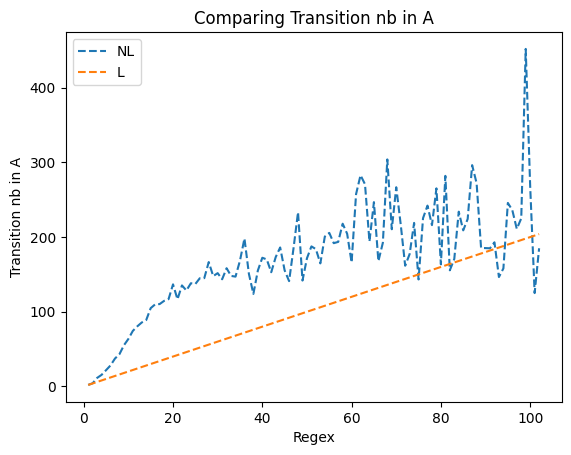 Comparing Transition nb in A
NL
L
Transition nb in A
400
300
200
100
0
0 20 40 60 80 100
Regex